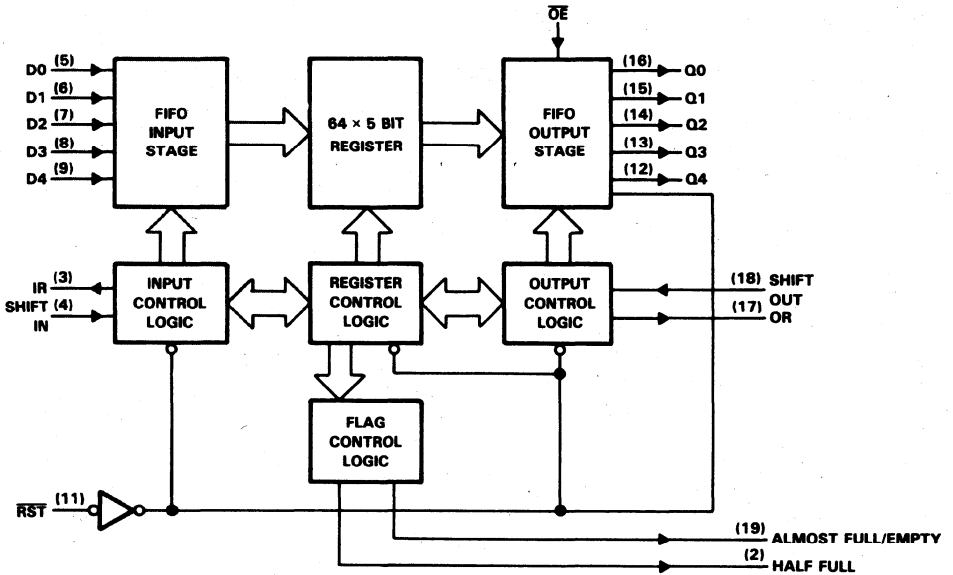 OE
D0 (5)
D1 (6)
D2 (7)
D3 (8)
D4 (9)
FIFO
INPUT
STAGE
64 × 5 BIT
REGISTER
FIFO
OUTPUT
STAGE
(16) Q0
(15) Q1
(14) Q2
(13) Q3
(12) Q4
IR (3)
SHIFT (4)
IN
INPUT
CONTROL
LOGIC
REGISTER
CONTROL
LOGIC
OUTPUT
CONTROL
LOGIC
(18) SHIFT
OUT
(17) OR
FLAG
CONTROL
LOGIC
RST (11)
(19) ALMOST FULL/EMPTY
(2) HALF FULL